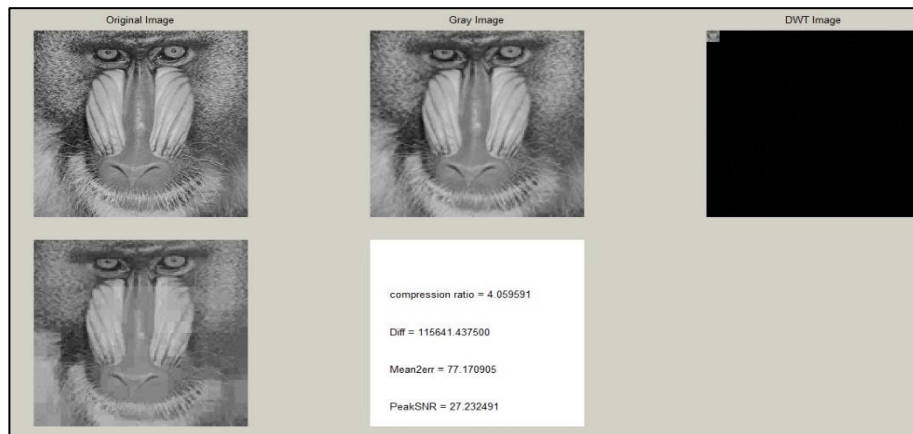 Original Image
Gray Image
DWT Image
compression ratio = 4.059591
Diff = 115641.437500
Mean2err = 77.170905
PeakSNR = 27.232491